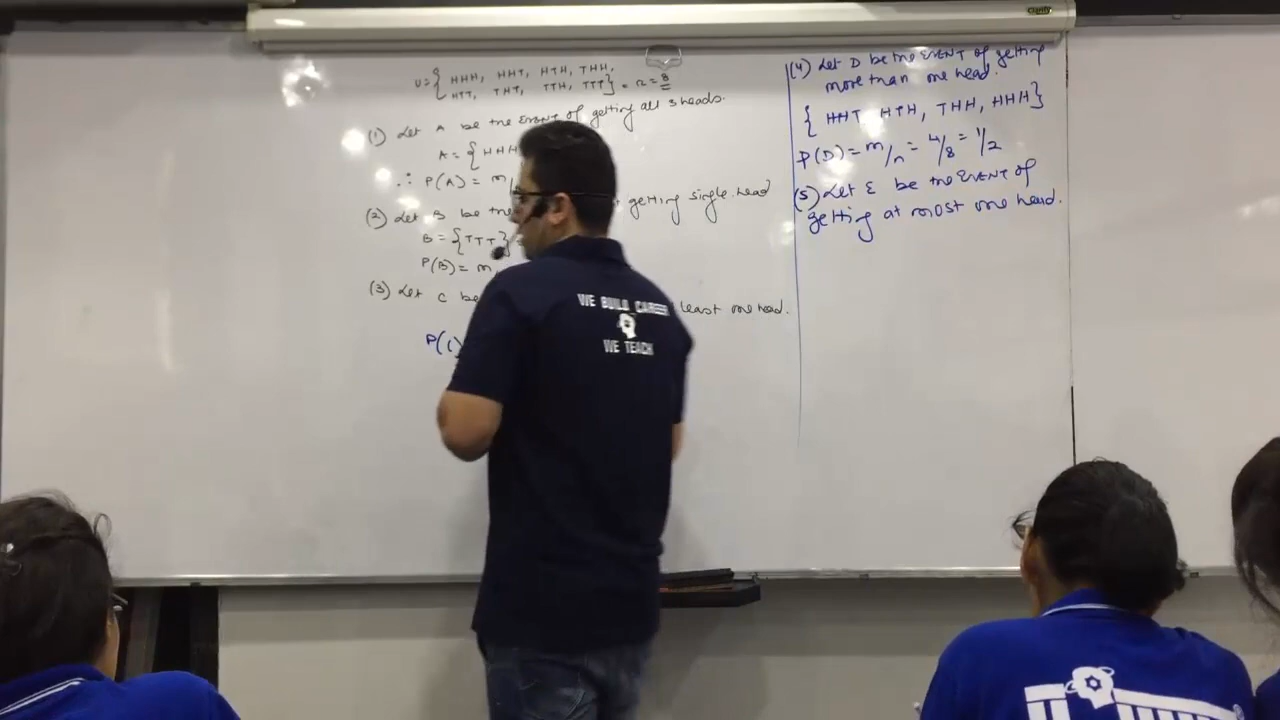 U={ HHH, HHT, HTH, THH,
HTT, THT, TTH, TTT} = n = 8
(1) Let A be the EVENT of getting all 3 heads.
A = { HHH
∴ P(A) = m/
(2) Let B be the getting single head
B = {TTT}
P(B) = m
(3) Let C be least one head.
P(
(4) Let D be the EVENT of getting
more than one head.
{ HHT, HTH, THH, HHH}
P(D) = m/n = 4/8 = 1/2
(5) Let E be the EVENT of
getting at most one head.
WE BUILD CAREER
WE TEACH